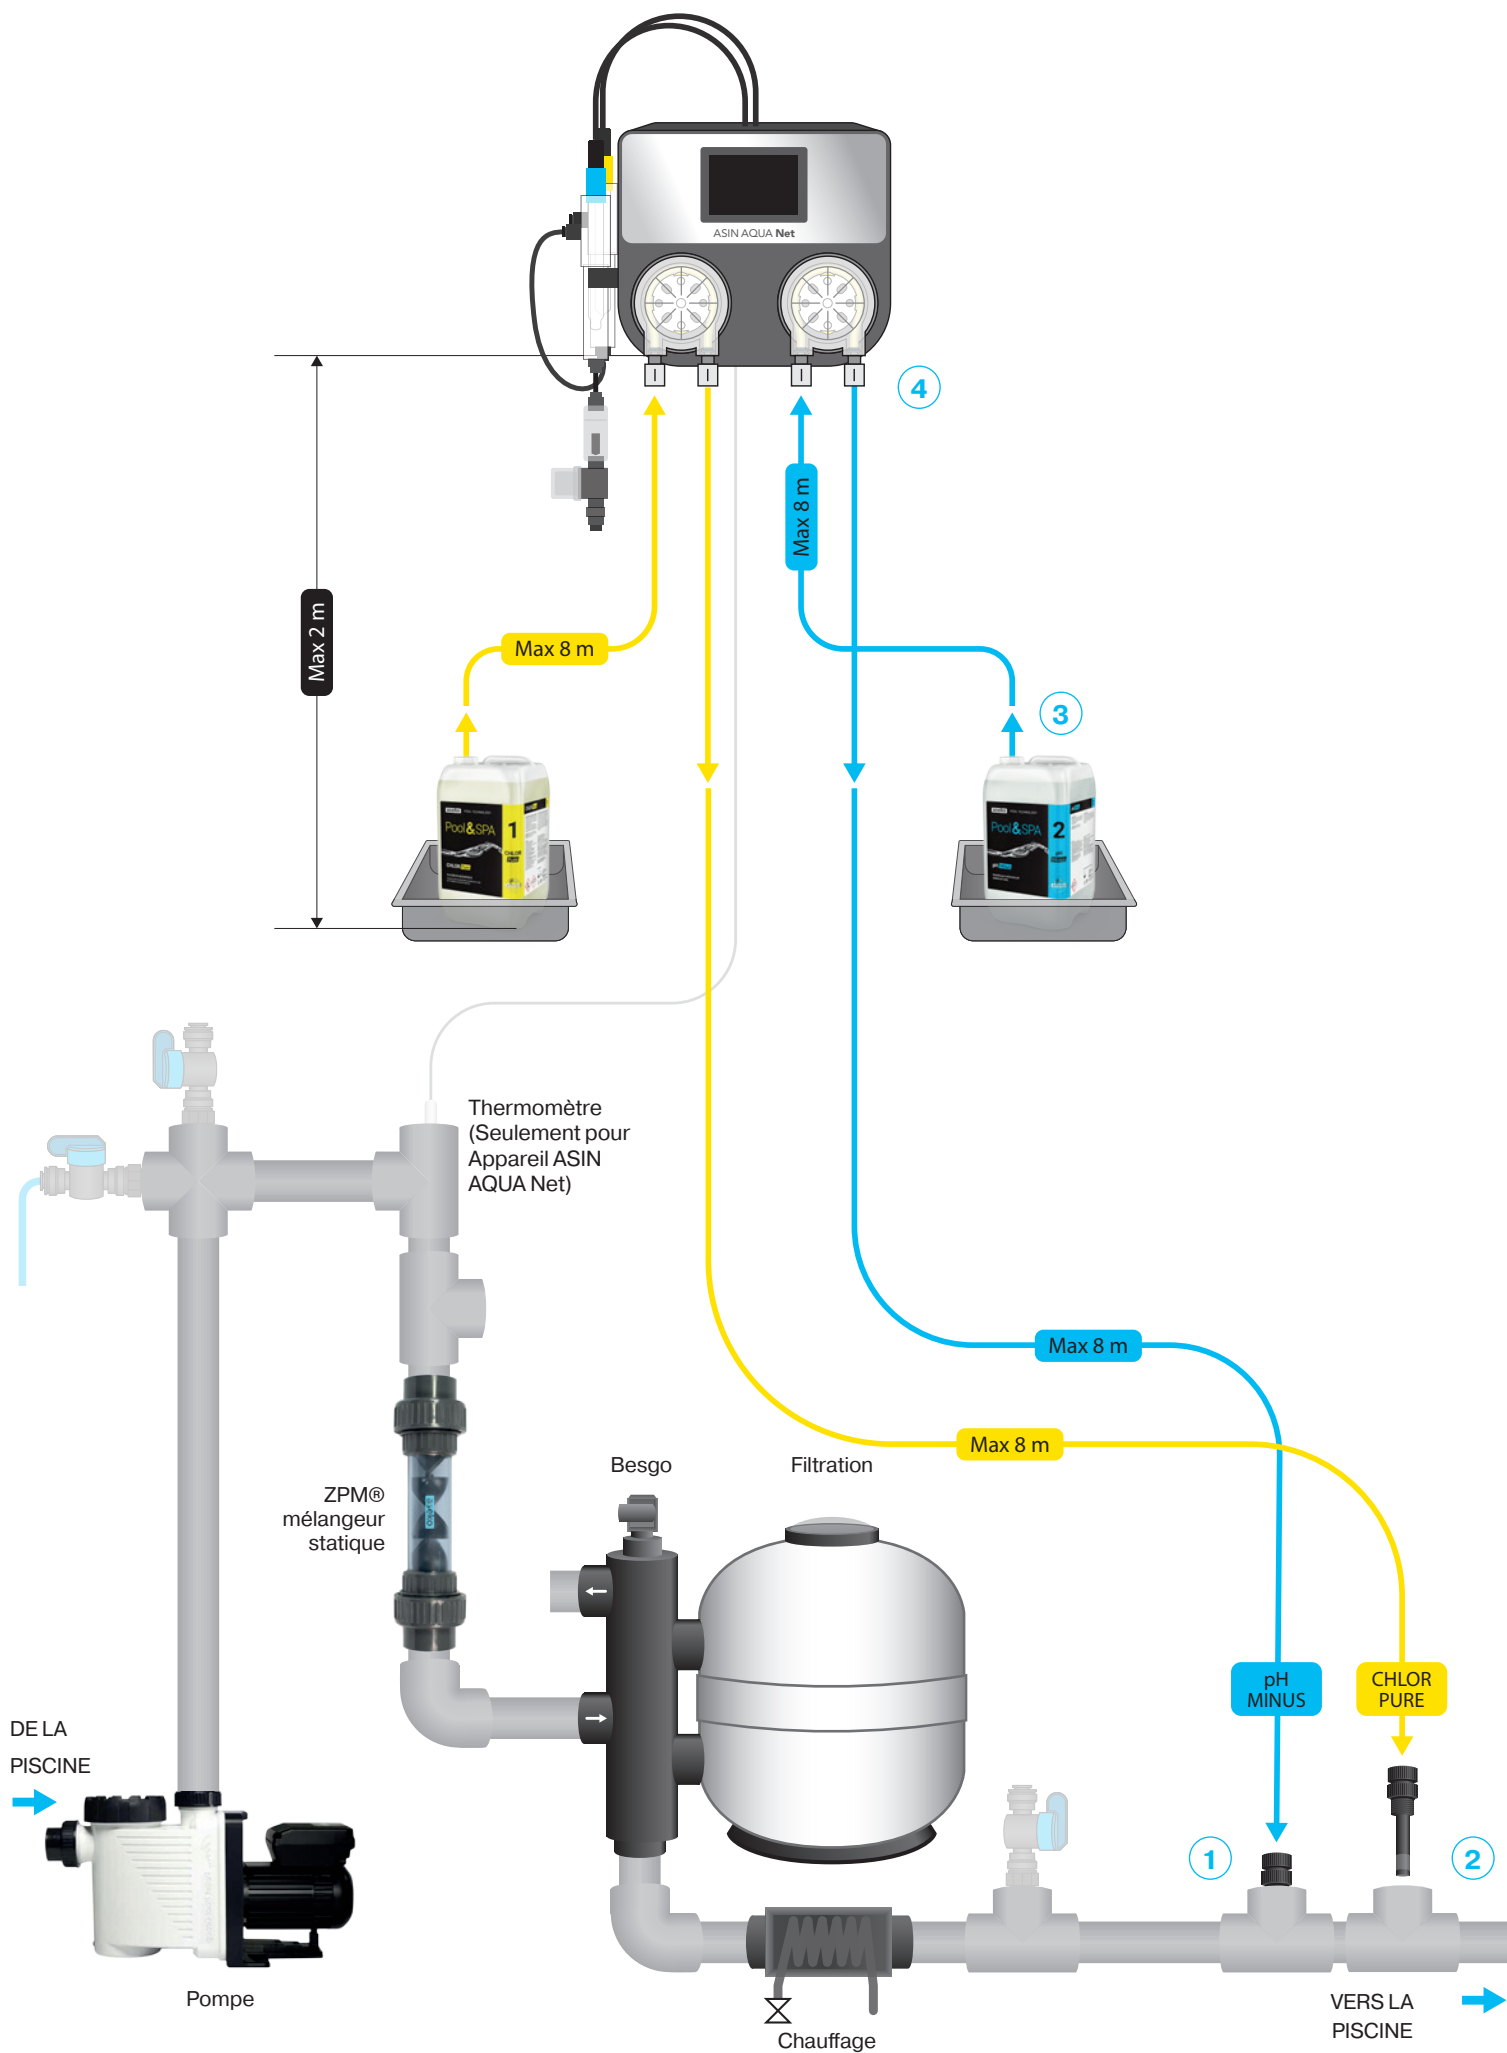 ASIN AQUA Net
4
Max 8 m
Max 2 m
Max 8 m
3
Pool&SPA
1
CHLOR
Pool&SPA
2
pH
Thermomètre
(Seulement pour
Appareil ASIN
AQUA Net)
Max 8 m
Max 8 m
Besgo
Filtration
ZPM®
mélangeur
statique
pH
MINUS
CHLOR
PURE
DE LA
PISCINE
1
2
Pompe
VERS LA
PISCINE
Chauffage